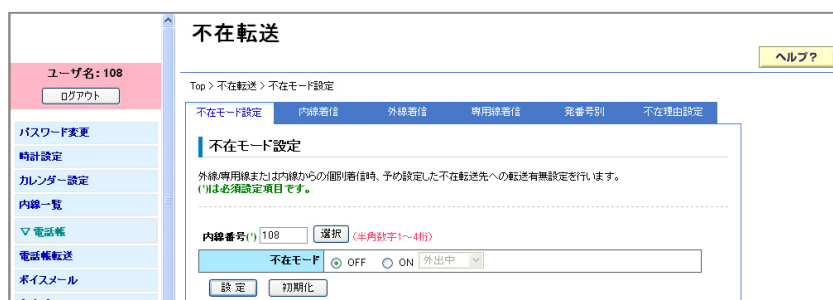 不在転送
ヘルプ?
ユーザ名:108
ログアウト
Top > 不在転送 > 不在モード設定
不在モード設定 内線着信 外線着信 専用線着信 発番号別 不在理由設定
パスワード変更
時計設定
カレンダー設定
内線一覧
▽ 電話帳
電話帳転送
ボイスメール
不在モード設定
外線/専用線または内線からの個別着信時、予め設定した不在転送先への転送有無設定を行います。
(*)は必須設定項目です。
内線番号(*) 108 選択 (半角数字1～4桁)
不在モード OFF ON 外出中
設 定 初期化